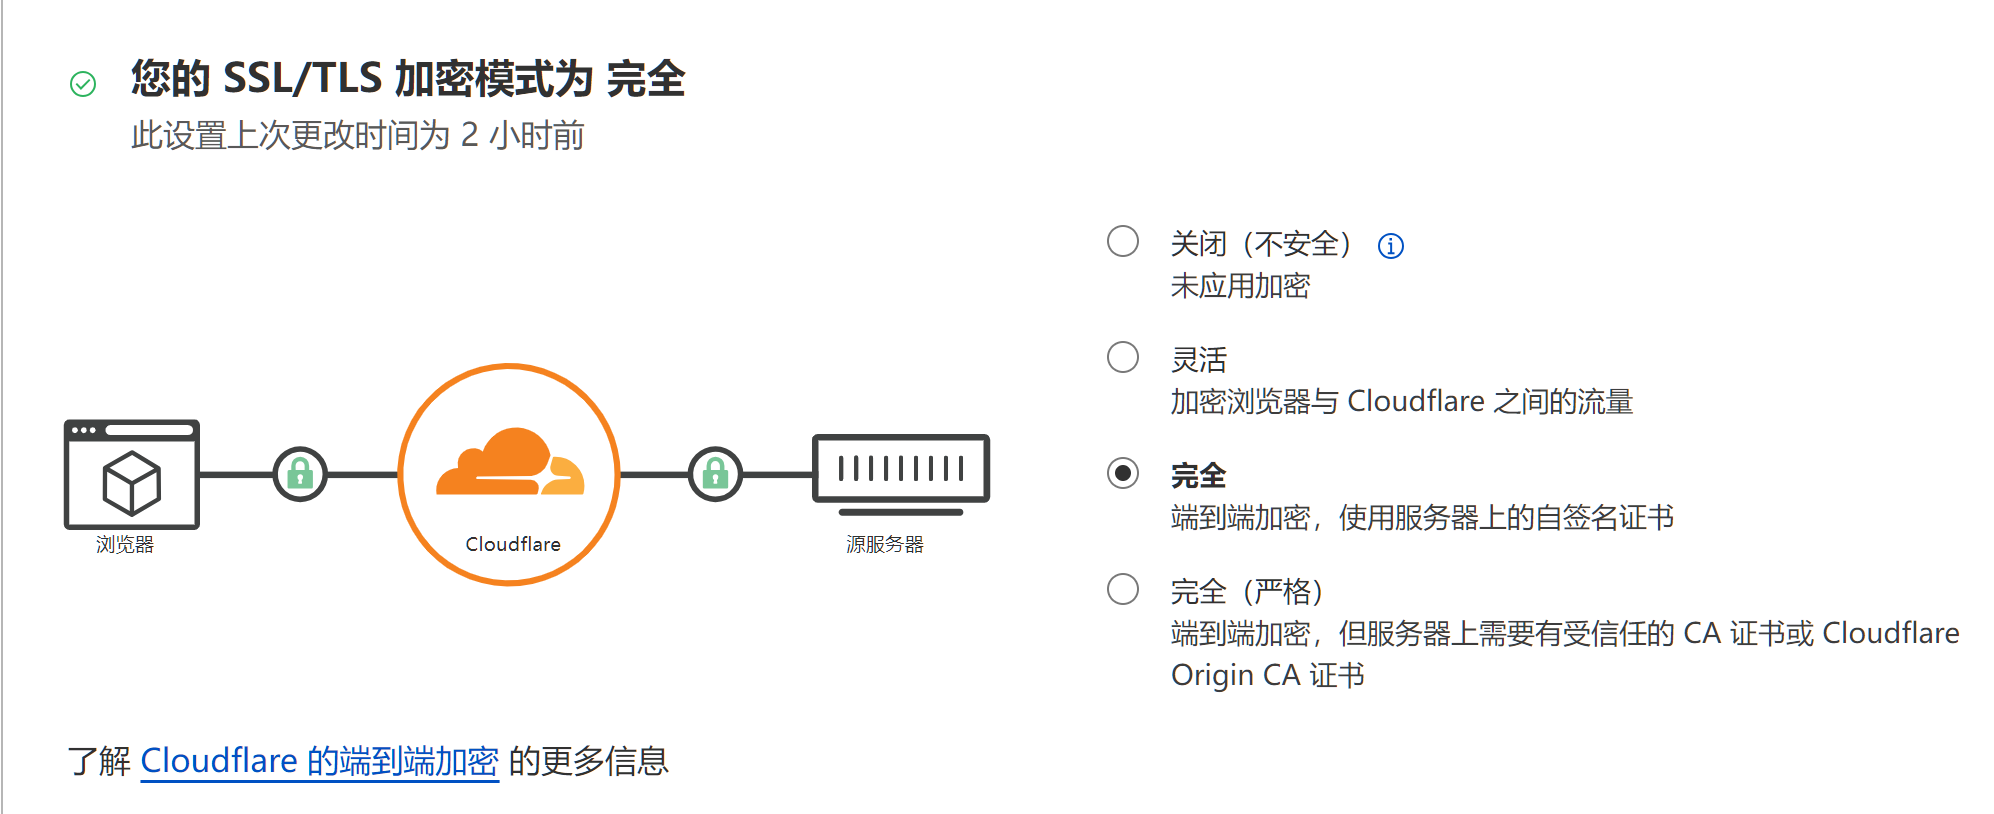 您的 SSL/TLS 加密模式为 完全
此设置上次更改时间为 2 小时前
浏览器
Cloudflare
源服务器
关闭（不安全）
未应用加密
灵活
加密浏览器与 Cloudflare 之间的流量
完全
端到端加密，使用服务器上的自签名证书
完全（严格）
端到端加密，但服务器上需要有受信任的 CA 证书或 Cloudflare
Origin CA 证书
了解 Cloudflare 的端到端加密 的更多信息